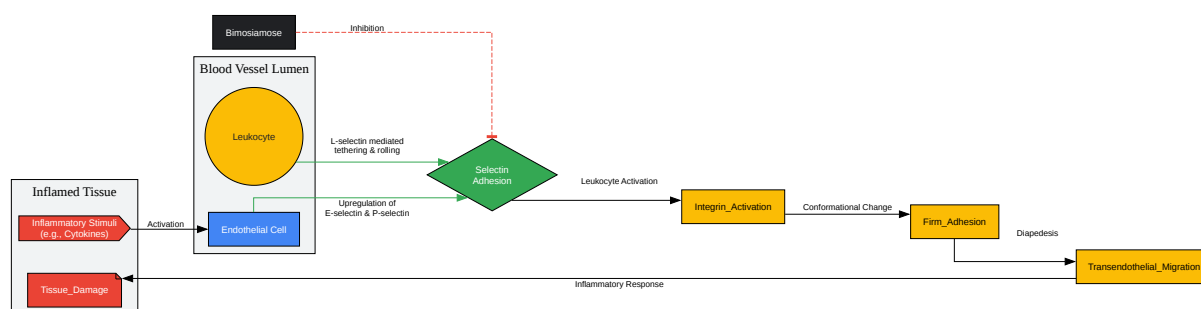 Bimosiamose
Inhibition
Blood Vessel Lumen
Leukocyte
L-selectin mediated
tethering & rolling
Selectin
Adhesion
Leukocyte Activation
Inflamed Tissue
Inflammatory Stimuli
(e.g., Cytokines)
Activation
Endothelial Cell
Upregulation of
E-selectin & P-selectin
Integrin_Activation
Conformational Change
Firm_Adhesion
Diapedesis
Transendothelial_Migration
Inflammatory Response
Tissue_Damage